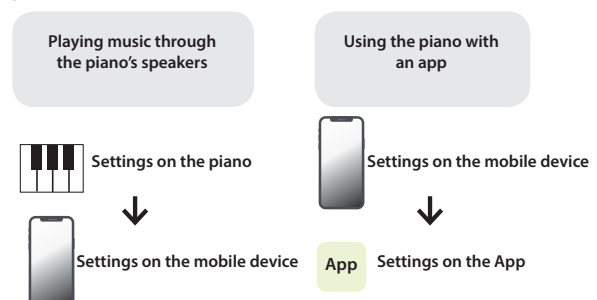 Playing music through
the piano’s speakers
Using the piano with
an app
Settings on the piano
Settings on the mobile device
Settings on the mobile device
App
Settings on the App